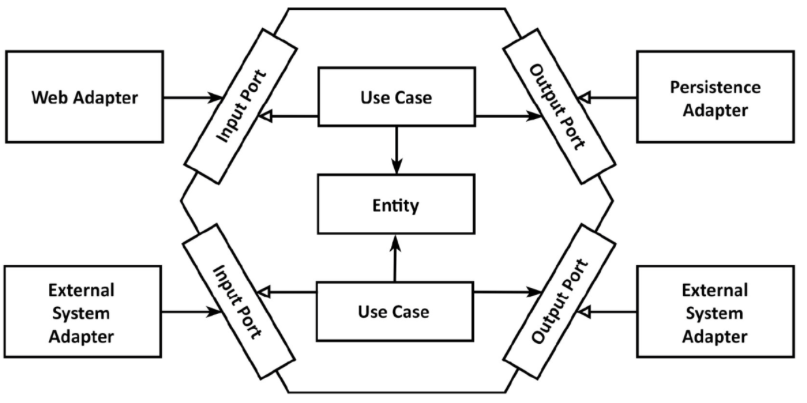 Web Adapter
Input Port
Use Case
Output Port
Persistence
Adapter
Entity
External
System
Adapter
Input Port
Use Case
Output Port
External
System
Adapter